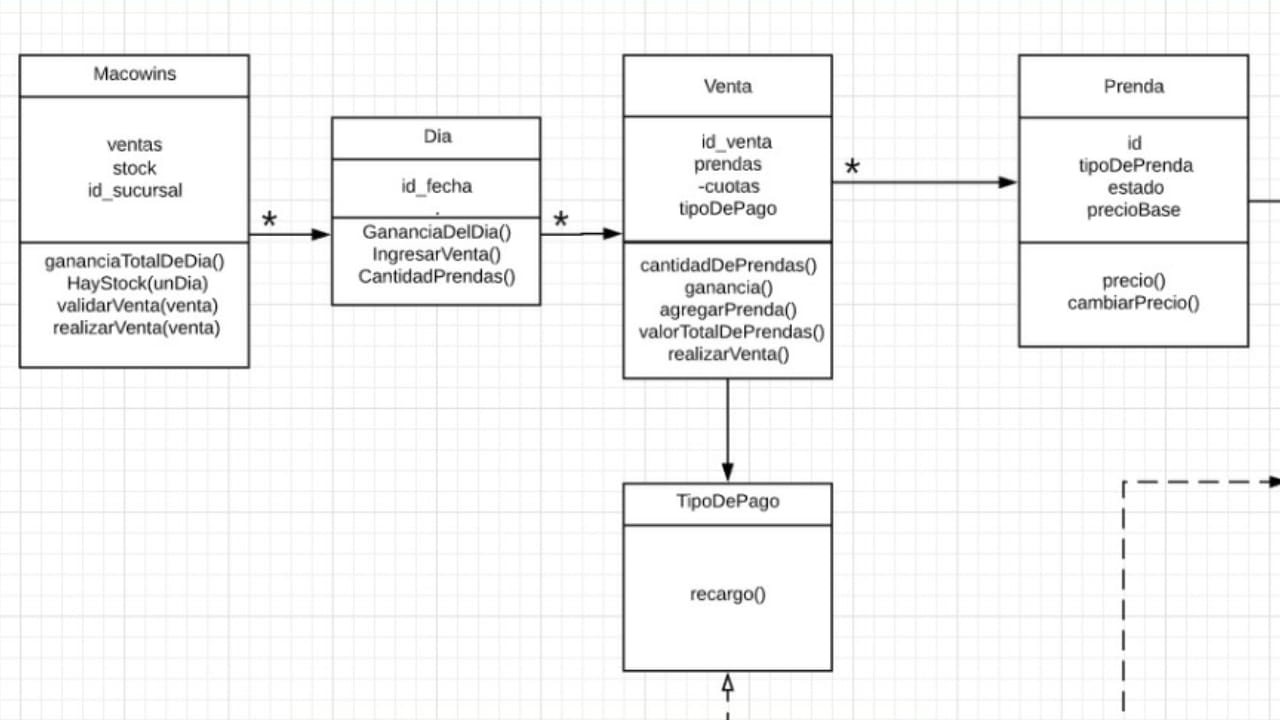 Macowins
ventas
stock
id_sucursal
gananciaTotalDeDia()
HayStock(unDia)
validarVenta(venta)
realizarVenta(venta)
*
Dia
id_fecha
.
GananciaDelDia()
IngresarVenta()
CantidadPrendas()
*
Venta
id_venta
prendas
-cuotas
tipoDePago
cantidadDePrendas()
ganancia()
agregarPrenda()
valorTotalDePrendas()
realizarVenta()
*
Prenda
id
tipoDePrenda
estado
precioBase
precio()
cambiarPrecio()
TipoDePago
recargo()